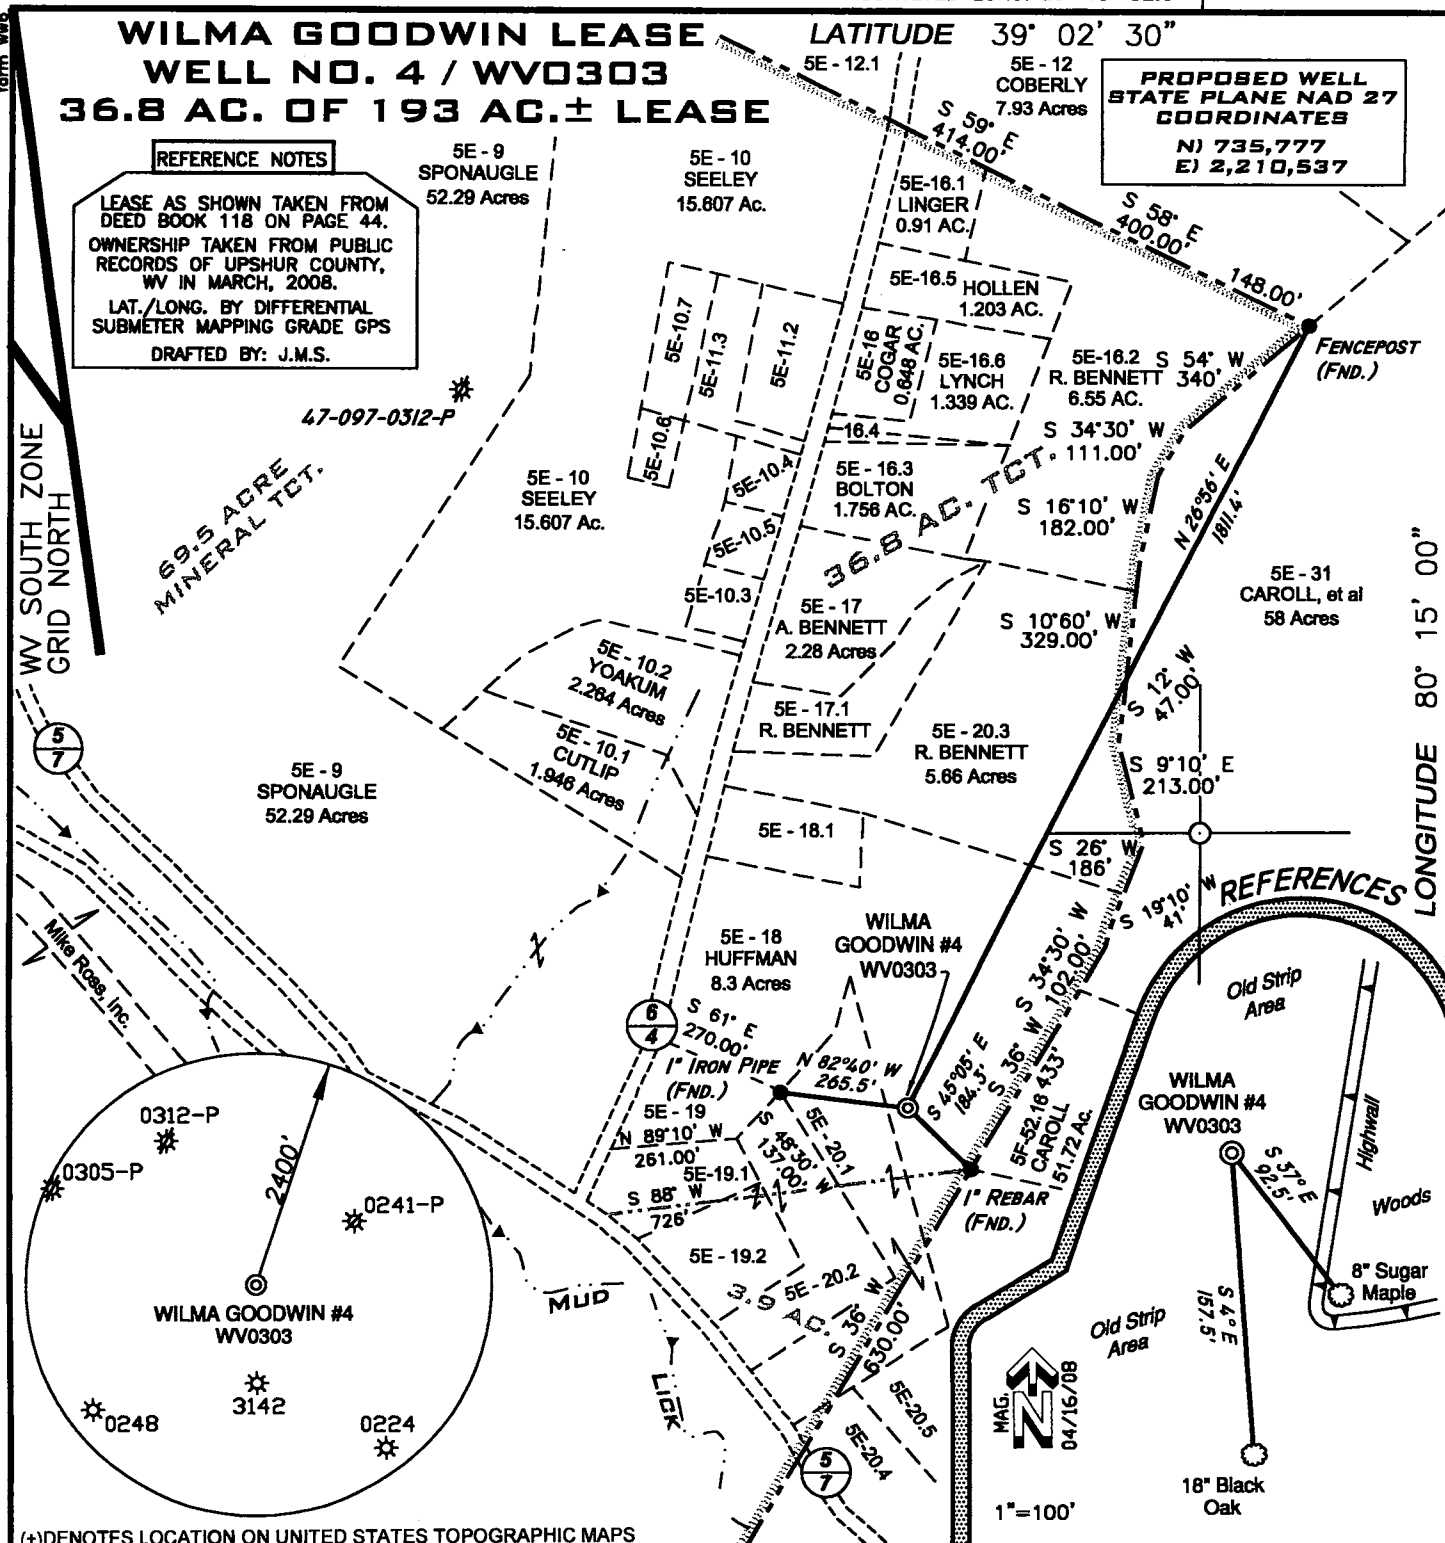 WILMA GOODWIN LEASE
WELL NO. 4 / WV0303
36.8 AC. OF 193 AC.± LEASE
LATITUDE 39° 02' 30"
PROPOSED WELL
STATE PLANE NAD 27
COORDINATES
N) 735,777
E) 2,210,537
REFERENCE NOTES
LEASE AS SHOWN TAKEN FROM
DEED BOOK 118 ON PAGE 44.
OWNERSHIP TAKEN FROM PUBLIC
RECORDS OF UPSHUR COUNTY,
WV IN MARCH, 2008.
LAT./LONG. BY DIFFERENTIAL
SUBMETER MAPPING GRADE GPS
DRAFTED BY: J.M.S.
5E - 9
SPONAUGLE
52.29 Acres
5E - 10
SEELEY
15.607 Ac.
5E - 12.1
5E - 12
COBERLY
7.93 Acres
S 59° E
414.00'
S 58° E
400.00'
148.00'
5E-16.1
LINGER
0.91 AC.
5E-16.5 HOLLEN
1.203 AC.
5E-10.7
5E-11.3
5E-11.2
5E-16
COGAR
0.648 AC.
5E-16.6
LYNCH
1.339 AC.
5E-16.2
R. BENNETT
6.55 AC.
S 54° W
340'
FENCEPOST
(FND.)
47-097-0312-P
5E-10.6
16.4
S 34°30' W
111.00'
WV SOUTH ZONE
GRID NORTH
69.5 ACRE
MINERAL TCT.
5E - 10
SEELEY
15.607 Ac.
5E-10.4
5E - 16.3
BOLTON
1.756 AC.
36.8 AC. TCT.
S 16°10' W
182.00'
N 26°56' E
1811.4'
5E-10.5
5E-10.3
5E - 17
A. BENNETT
2.28 Acres
S 10°60' W
329.00'
5E - 31
CAROLL, et al
58 Acres
LONGITUDE 80° 15' 00"
5E - 10.2
YOAKUM
2.264 Acres
5E - 17.1
R. BENNETT
S 12° W
47.00'
5E - 10.1
CUTLIP
1.946 Acres
5E - 20.3
R. BENNETT
5.66 Acres
S 9°10' E
213.00'
5
7
5E - 9
SPONAUGLE
52.29 Acres
5E - 18.1
S 26° W
186'
S 19°10' W
41'
REFERENCES
Mike Ross, Inc.
5E - 18
HUFFMAN
8.3 Acres
WILMA
GOODWIN #4
WV0303
S 34°30' W
102.00'
Old Strip
Area
6
4
S 61° E
270.00'
1" IRON PIPE
(FND.)
N 82°40' W
265.5'
S 45°05' E
184.3'
S 36° W
433'
5F-52.16
CAROLL
51.72 Ac.
WILMA
GOODWIN #4
WV0303
Highwall
S 37° E
92.5'
Woods
5E - 19
N 89°10' W
261.00'
S 48°30' W
137.00'
5E - 20.1
5E-19.1
S 88° W
726'
1" REBAR
(FND.)
0312-P
0305-P
2400'
0241-P
WILMA GOODWIN #4
WV0303
5E - 19.2
5E - 20.2
3.9 AC.
S 36° W
630.00'
MUD
LICK
8" Sugar
Maple
S 4° E
157.5'
Old Strip
Area
3142
0248
0224
5E-20.5
5E-20.4
5
7
MAG.
N
04/16/08
18" Black
Oak
1"=100'
(+)DENOTES LOCATION ON UNITED STATES TOPOGRAPHIC MAPS